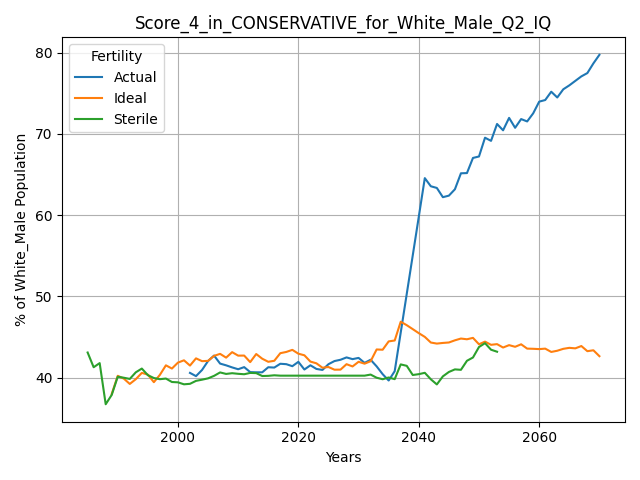 Score_4_in_CONSERVATIVE_for_White_Male_Q2_IQ
Fertility
Actual
Ideal
Sterile
% of White_Male Population
80
70
60
50
40
2000
2020
2040
2060
Years